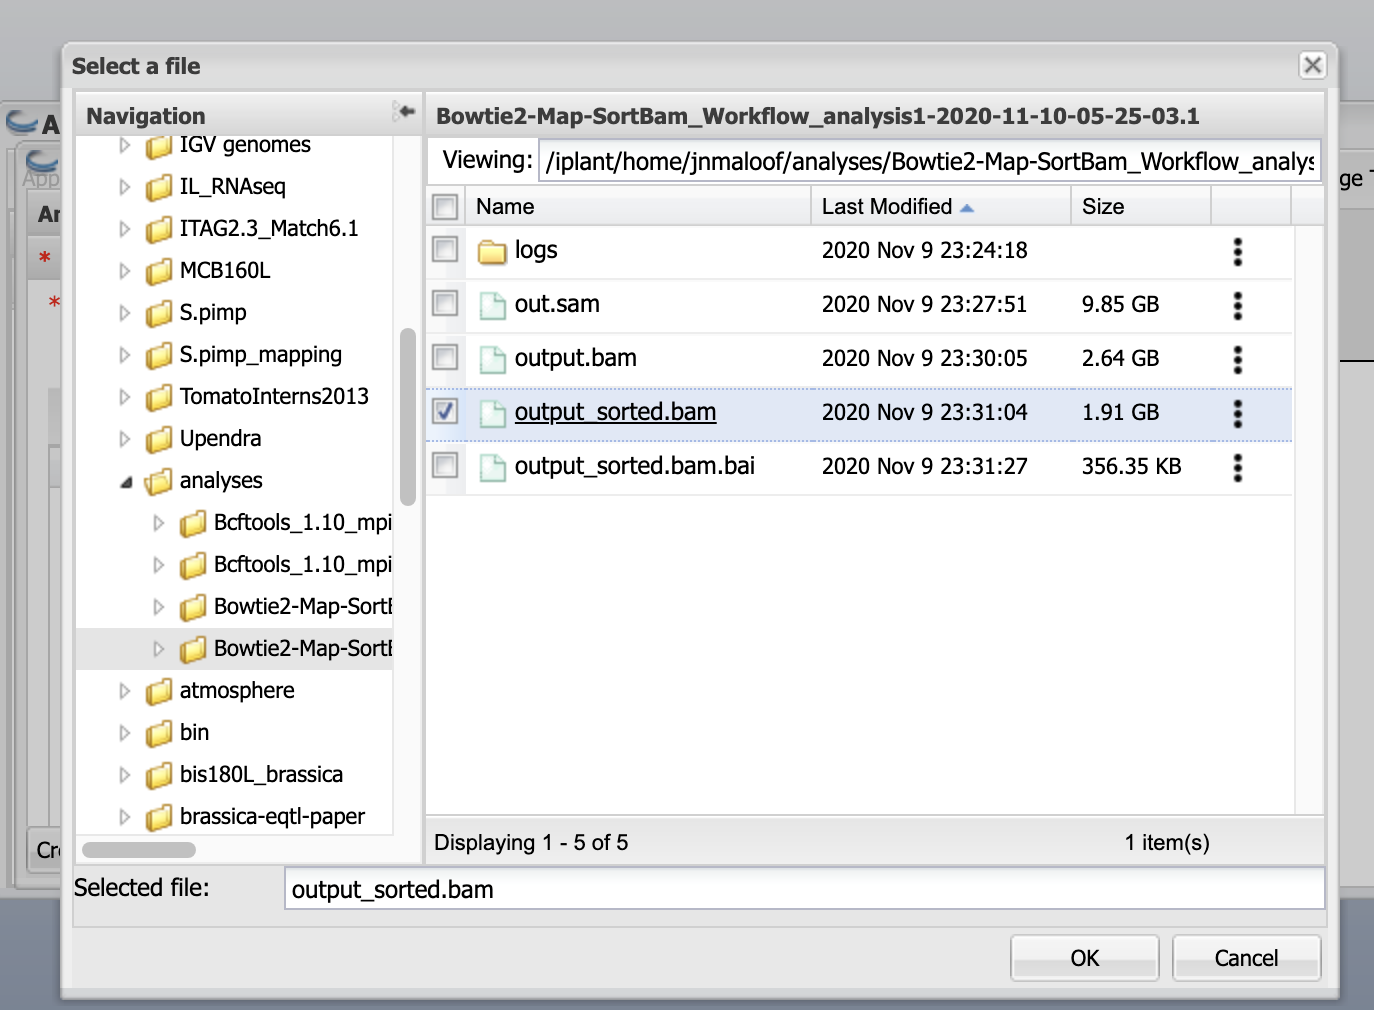 Select a file
A
App
Ar
*
*
Cr
ge T
Navigation
IGV genomes
IL_RNAseq
ITAG2.3_Match6.1
MCB160L
S.pimp
S.pimp_mapping
TomatoInterns2013
Upendra
analyses
Bcftools_1.10_mpi
Bcftools_1.10_mpi
Bowtie2-Map-SortB
Bowtie2-Map-SortB
atmosphere
bin
bis180L_brassica
brassica-eqtl-paper
Bowtie2-Map-SortBam_Workflow_analysis1-2020-11-10-05-25-03.1
Viewing: /iplant/home/jnmaloof/analyses/Bowtie2-Map-SortBam_Workflow_analys
Name Last Modified Size
logs 2020 Nov 9 23:24:18
out.sam 2020 Nov 9 23:27:51 9.85 GB
output.bam 2020 Nov 9 23:30:05 2.64 GB
output_sorted.bam 2020 Nov 9 23:31:04 1.91 GB
output_sorted.bam.bai 2020 Nov 9 23:31:27 356.35 KB
Displaying 1 - 5 of 5 1 item(s)
Selected file: output_sorted.bam
OK Cancel